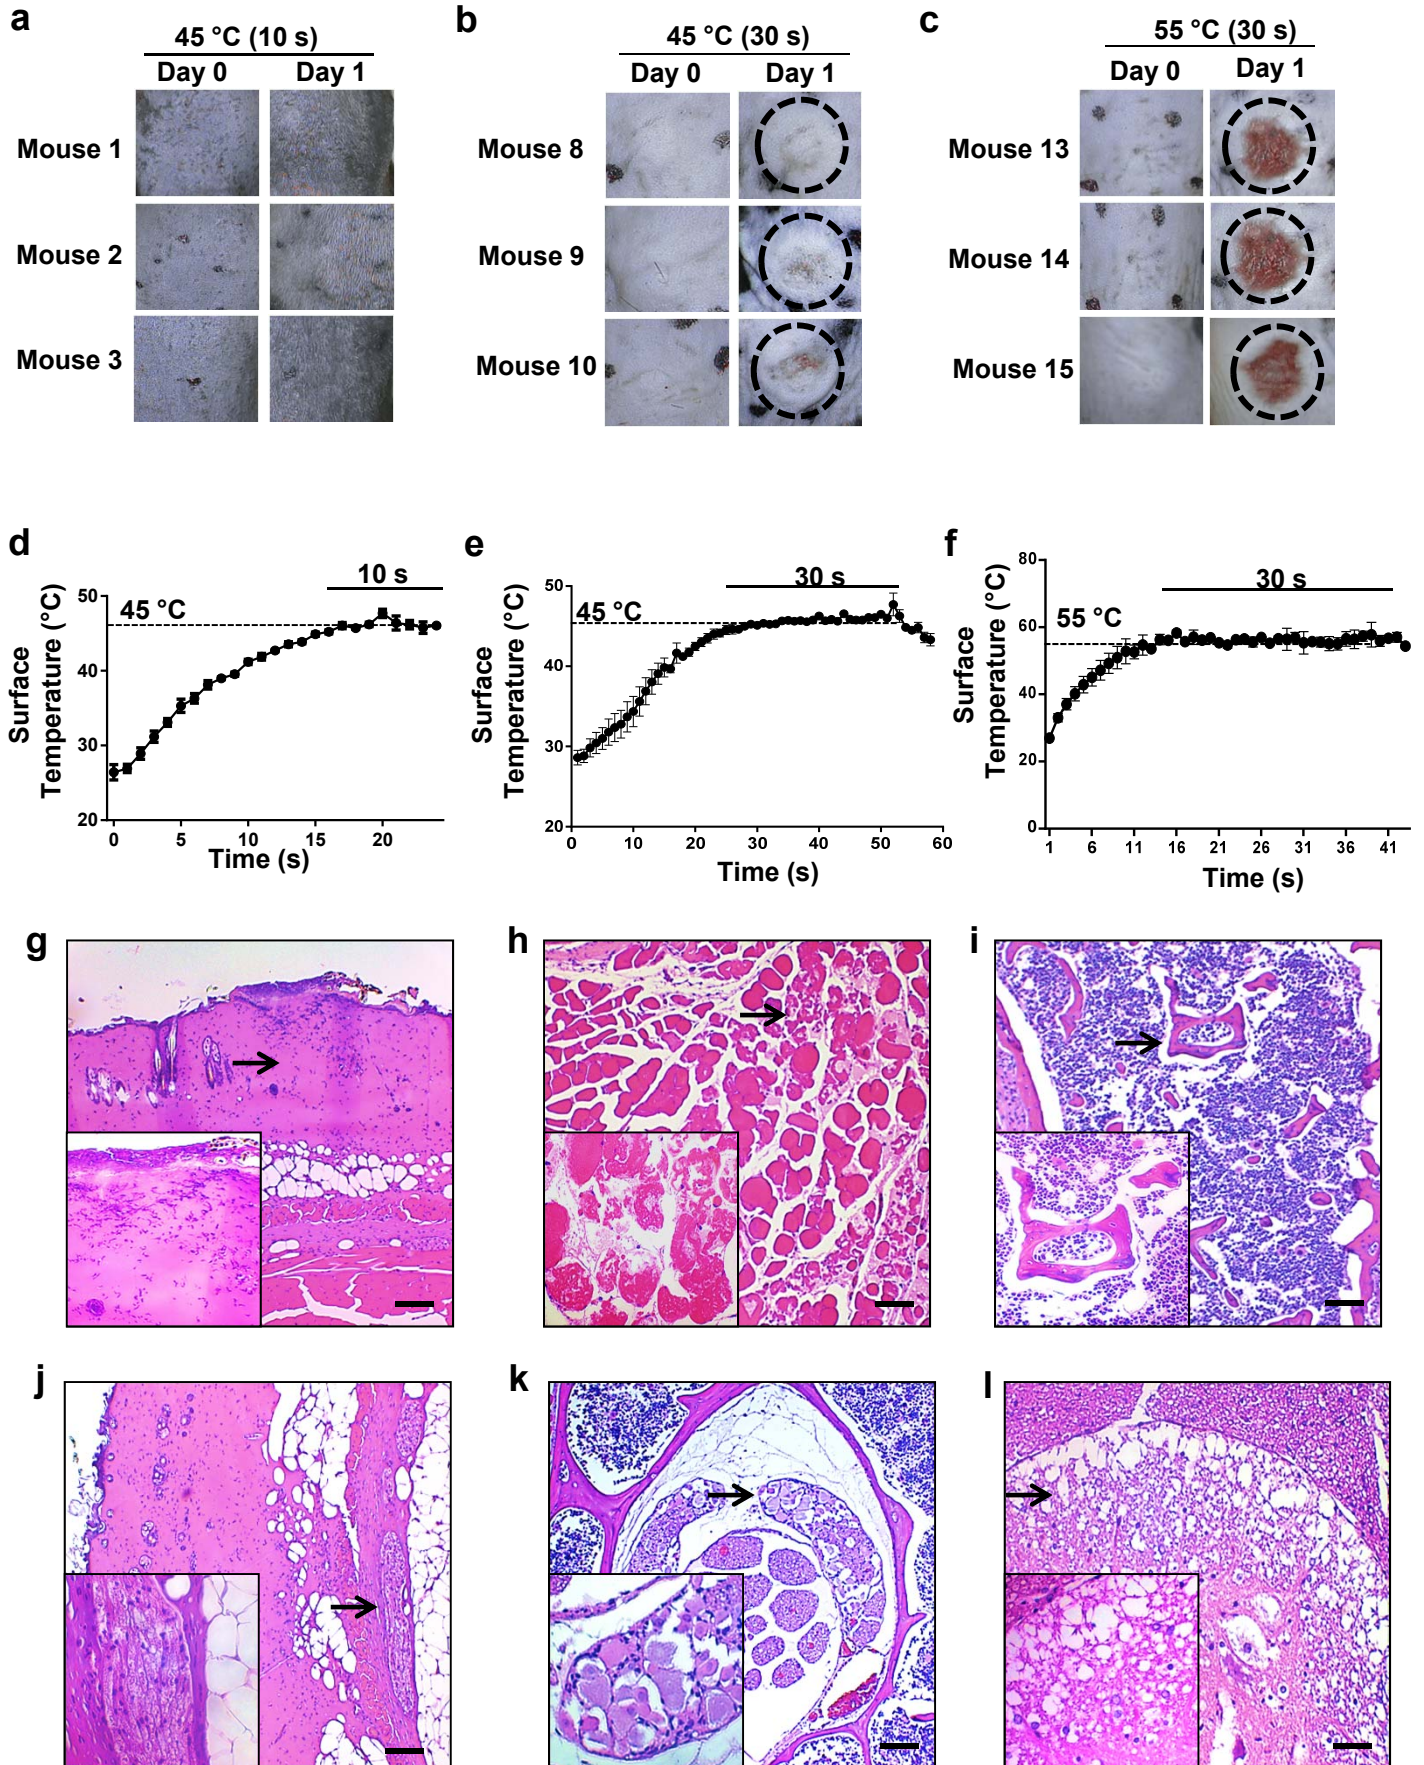 a
45 °C (10 s)
Day 0 Day 1
Mouse 1
Mouse 2
Mouse 3
b
45 °C (30 s)
Day 0 Day 1
Mouse 8
Mouse 9
Mouse 10
c
55 °C (30 s)
Day 0 Day 1
Mouse 13
Mouse 14
Mouse 15
d
10 s
45 °C
Surface
Temperature (°C)
50
40
30
20
0 5 10 15 20
Time (s)
e
30 s
45 °C
Surface
Temperature (°C)
50
40
30
20
0 10 20 30 40 50 60
Time (s)
f
30 s
55 °C
Surface
Temperature (°C)
80
60
40
20
0
1 6 11 16 21 26 31 36 41
Time (s)
g
h
i
j
k
l